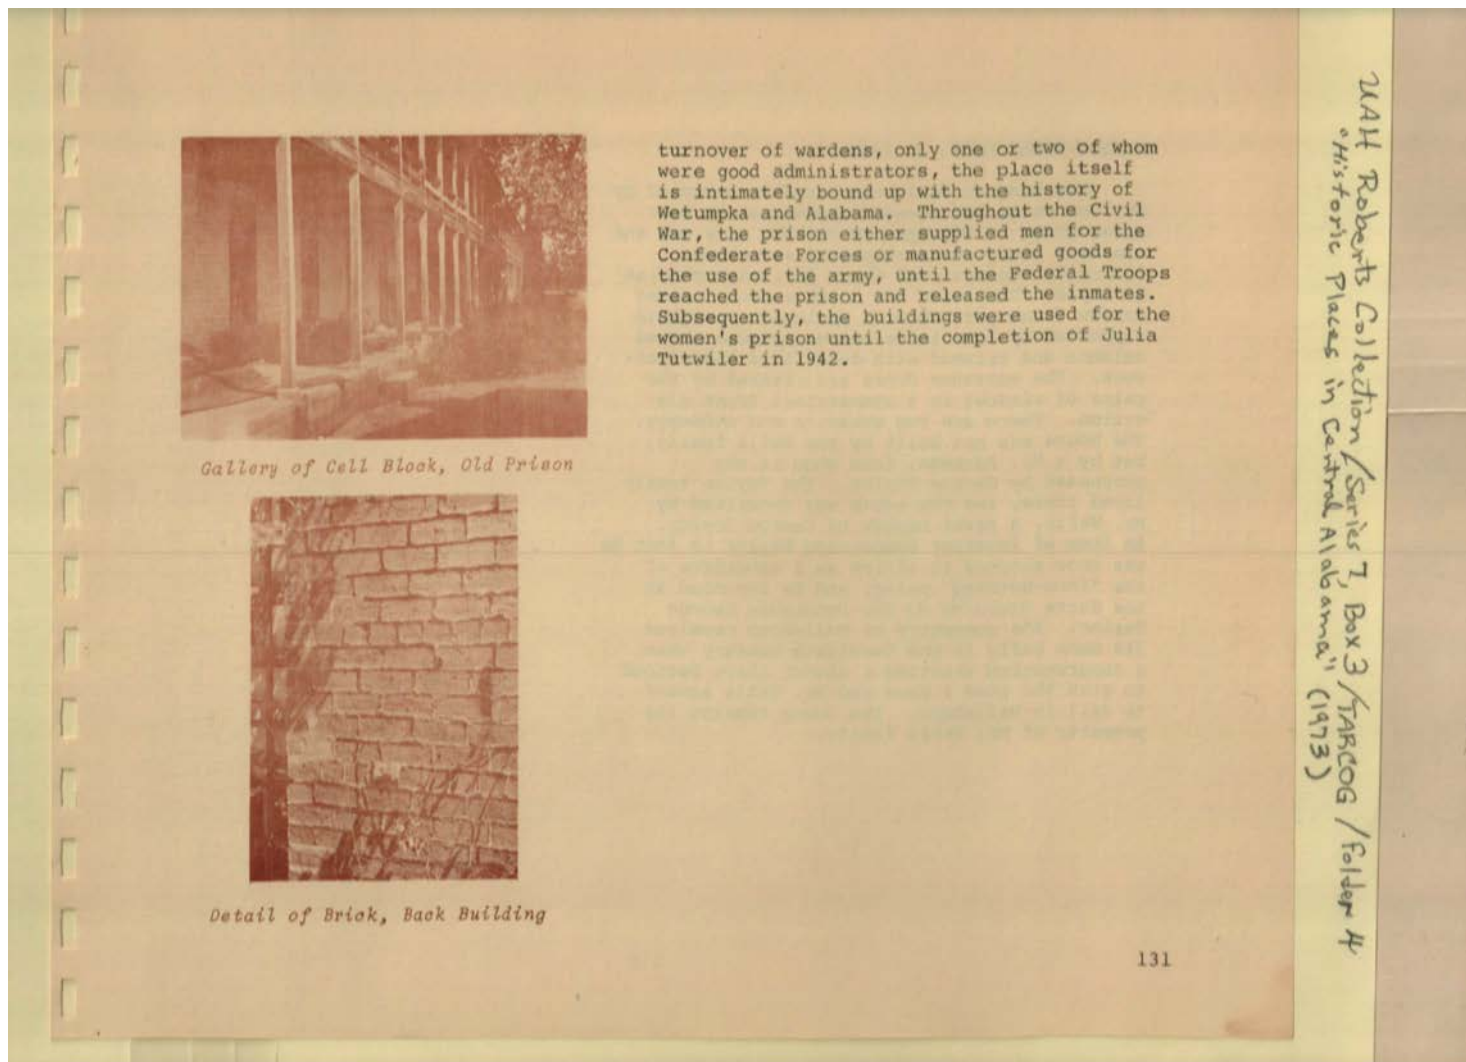 turnover of wardens, only one or two of whom
were good administrators, the place itself
is intimately bound up with the history of
Wetumpka and Alabama.  Throughout the Civil
War, the prison either supplied men for the
Confederate Forces or manufactured goods for
the use of the army, until the Federal Troops
reached the prison and released the inmates.
Subsequently, the buildings were used for the
women's prison until the completion of Julia
Tutwiler in 1942.
Gallery of Cell Block, Old Prison
Detail of Brick, Back Building
131
UAH Roberts Collection/Series 7, Box 3/TARCOG/folder 4
"Historic Places in Central Alabama" (1973)